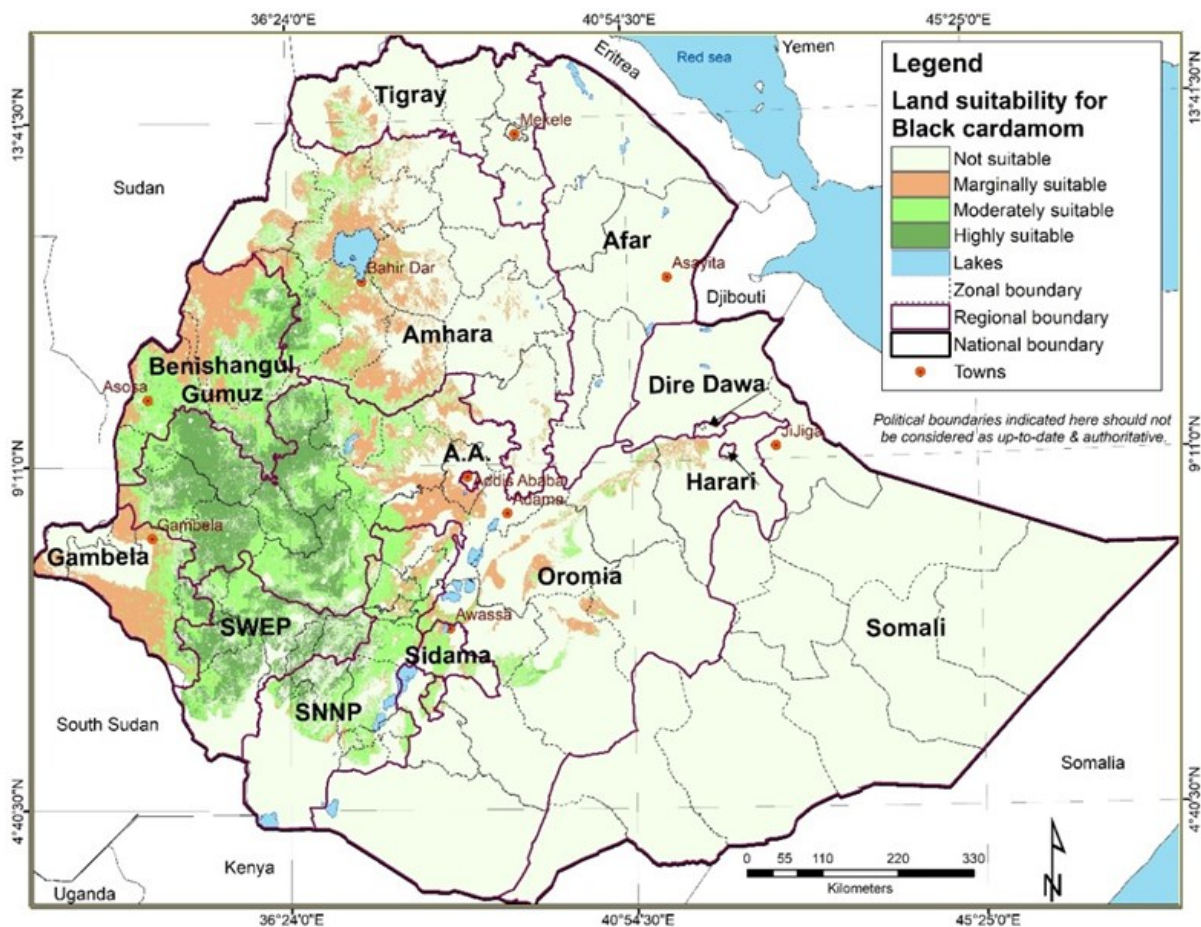 36°24'0"E
40°54'30"E
45°25'0"E
Eritrea
Red sea
Yemen
Legend
Land suitability for
Black cardamom
Not suitable
Marginally suitable
Moderately suitable
Highly suitable
Lakes
Zonal boundary
Regional boundary
National boundary
Towns
Political boundaries indicated here should not
be considered as up-to-date & authoritative.
13°41'30"N
13°41'30"N
Tigray
Mekele
Sudan
Afar
Asayita
Bahir Dar
Djibouti
Amhara
Benishangul
Gumuz
Asosa
Dire Dawa
JiJiga
9°11'0"N
9°11'0"N
A.A.
Addis Ababa
Adama
Harari
Gambela
Gambela
Oromia
Awassa
SWEP
Sidama
Somali
SNNP
South Sudan
Somalia
4°40'30"N
4°40'30"N
Kenya
Uganda
0 55 110 220 330
Kilometers
N
36°24'0"E
40°54'30"E
45°25'0"E